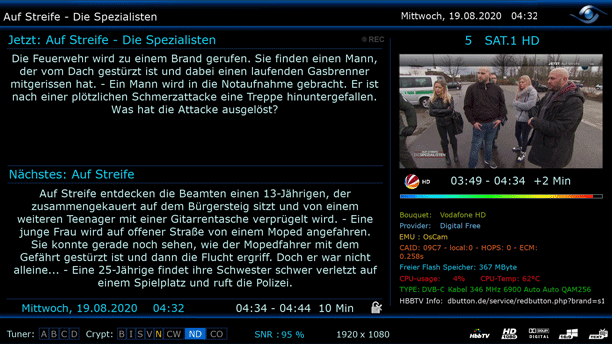 Auf Streife - Die Spezialisten
Mittwoch, 19.08.2020 04:32
Jetzt: Auf Streife - Die Spezialisten
REC
5 SAT.1 HD
Die Feuerwehr wird zu einem Brand gerufen. Sie finden einen Mann,
der vom Dach gestürzt ist und dabei einen laufenden Gasbrenner
mitgerissen hat. - Ein Mann wird in die Notaufnahme gebracht. Er ist
nach einer plötzlichen Schmerzattacke eine Treppe hinuntergefallen.
Was hat die Attacke ausgelöst?
HD 03:49 - 04:34 +2 Min
Nächstes: Auf Streife
Auf Streife entdecken die Beamten einen 13-Jährigen, der
zusammengekauert auf dem Bürgersteig sitzt und von einem
weiteren Teenager mit einer Gitarrentasche verprügelt wird. - Eine
junge Frau wird auf offener Straße von einem Moped angefahren.
Sie konnte gerade noch sehen, wie der Mopedfahrer mit dem
Gefährt gestürzt ist und dann die Flucht ergriff. Doch er war nicht
alleine... - Eine 25-Jährige findet ihre Schwester schwer verletzt auf
einem Spielplatz und ruft die Polizei.
Bouquet: Vodafone HD
Provider: Digital Free
EMU : OsCam
CAID: 09C7 - local:0 - HOPS: 0 - ECM:
0.258s
Freier Flash Speicher: 367 MByte
CPU-usage: 4% CPU-Temp: 62°C
TYPE: DVB-C Kabel 346 MHz 6900 Auto Auto QAM256
HBBTV Info: dbutton.de/service/redbutton.php?brand=s1
Mittwoch, 19.08.2020 04:32
04:34 - 04:44 10 Min
Tuner: A B C D Crypt: B I S V N CW ND CO SNR : 95 % 1920 x 1080
HbbTV HD DOLBY DIGITAL